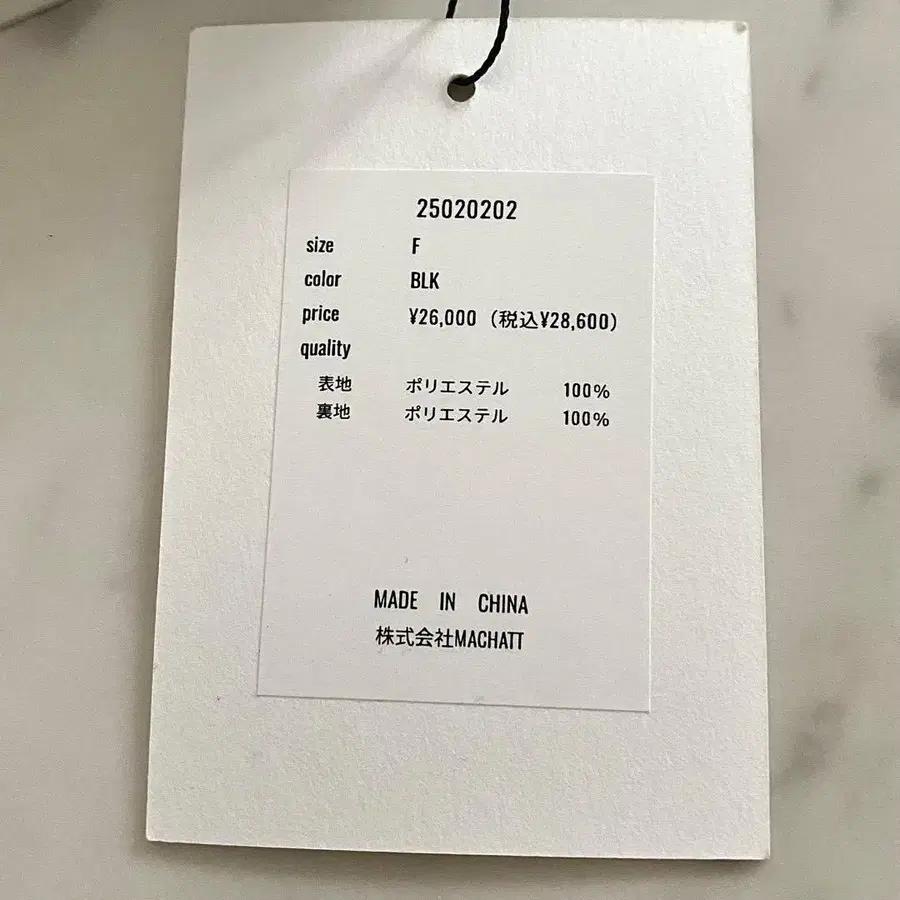 25020202
size F
color BLK
price ¥26,000（税込¥28,600）
quality
表地 ポリエステル 100%
裏地 ポリエステル 100%
MADE IN CHINA
株式会社MACHATT